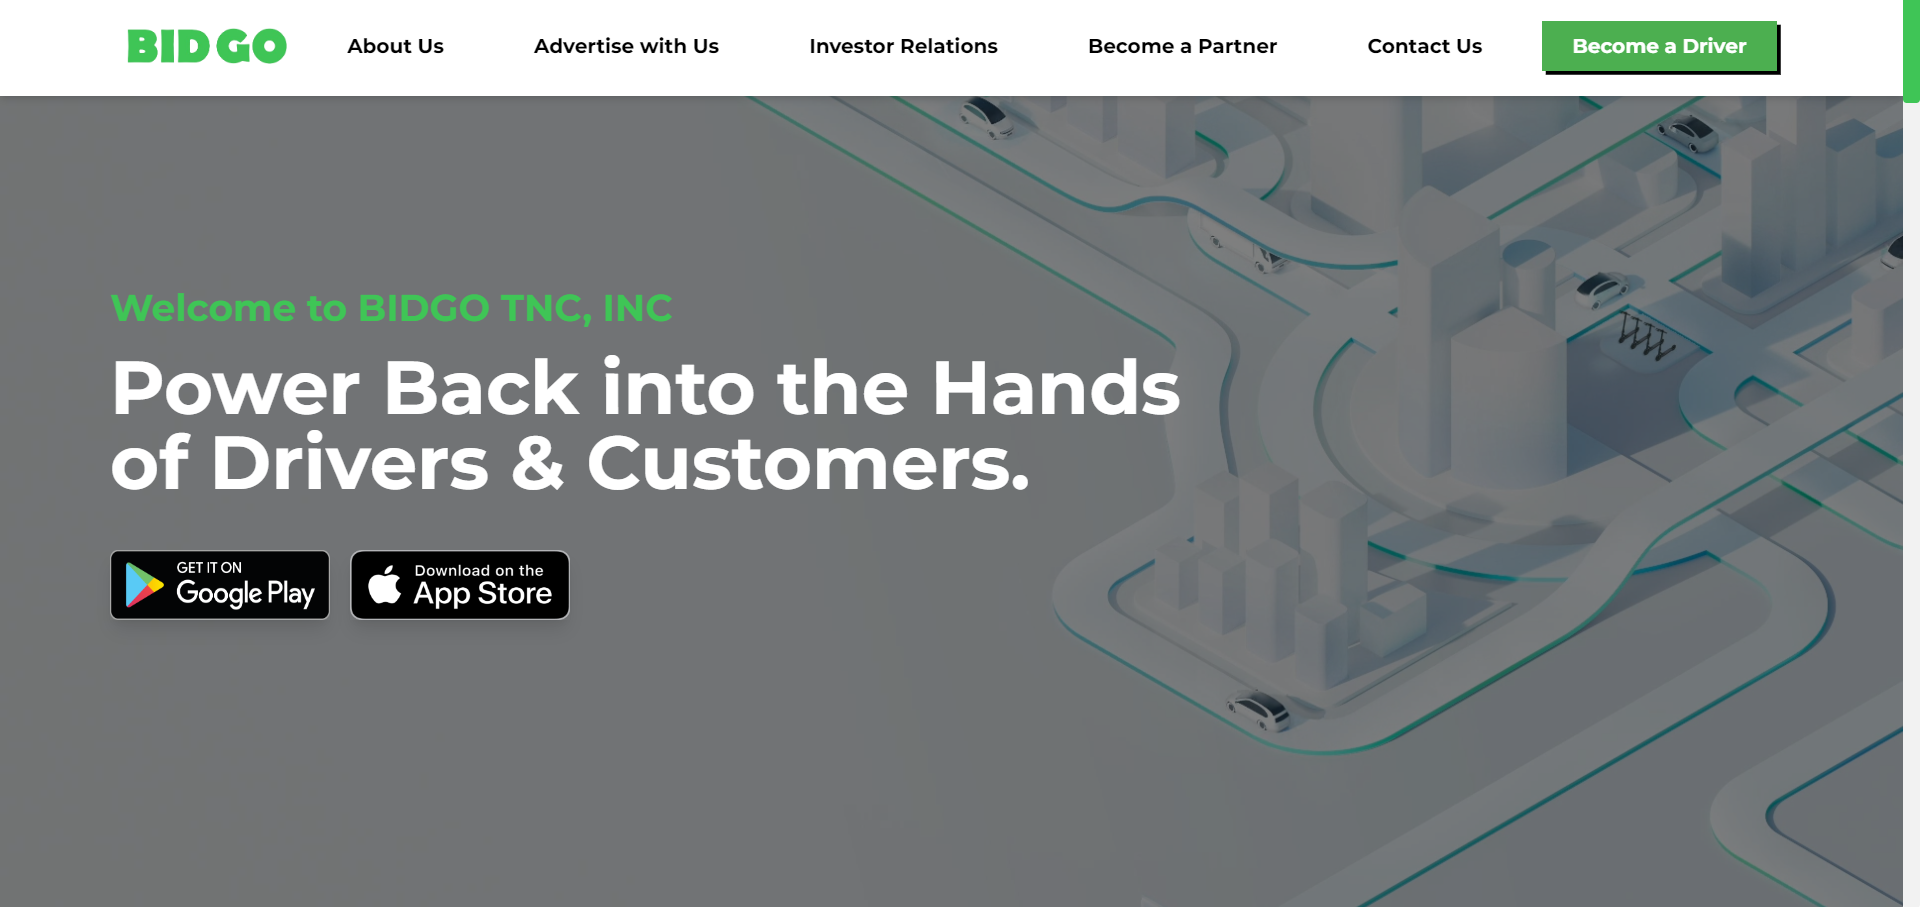 BIDGO
About Us
Advertise with Us
Investor Relations
Become a Partner
Contact Us
Become a Driver
Welcome to BIDGO TNC, INC
Power Back into the Hands
of Drivers & Customers.
GET IT ON
Google Play
Download on the
App Store